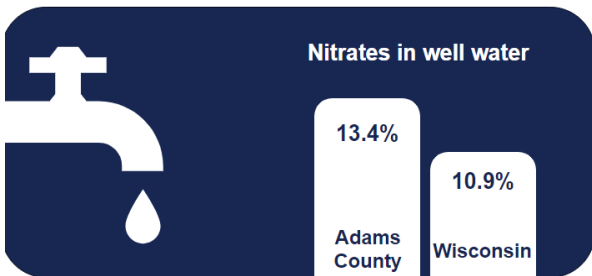 Nitrates in well water
13.4%
Adams
County
10.9%
Wisconsin